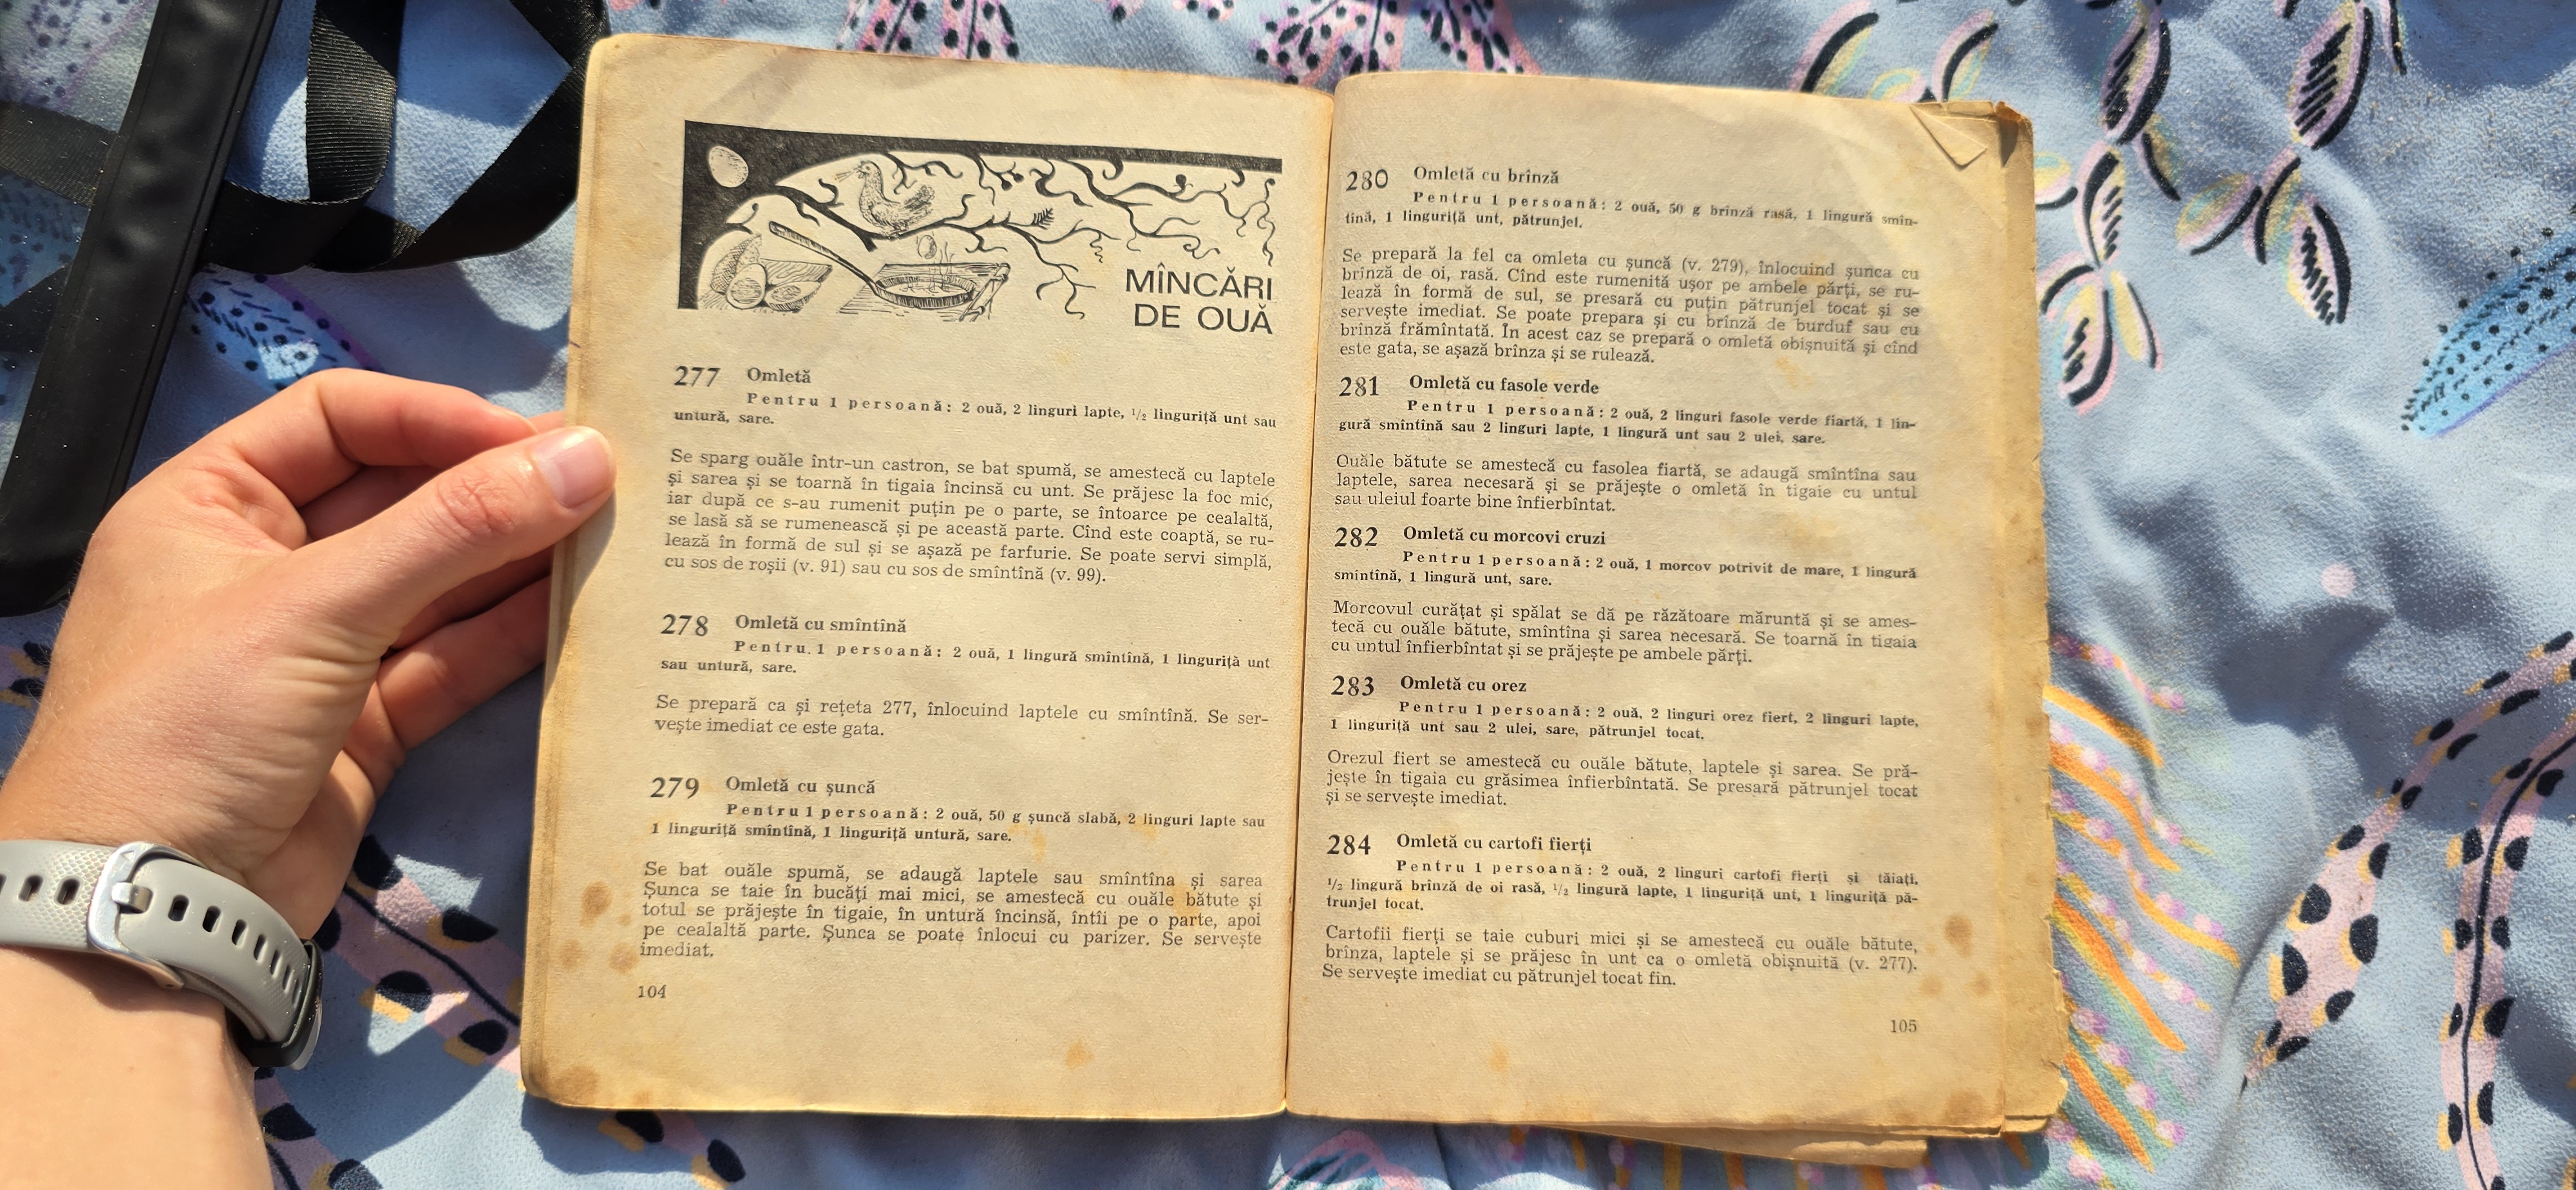 MÎNCĂRI
DE OUĂ
277 Omletă
Pentru 1 persoană: 2 ouă, 2 linguri lapte, 1/2 linguriță unt sau
untură, sare.
Se sparg ouăle într-un castron, se bat spumă, se amestecă cu laptele
și sarea și se toarnă în tigaia încinsă cu unt. Se prăjesc la foc mic,
iar după ce s-au rumenit puțin pe o parte, se întoarce pe cealaltă,
se lasă să se rumenească și pe această parte. Cînd este coaptă, se ru-
lează în formă de sul și se așază pe farfurie. Se poate servi simplă,
cu sos de roșii (v. 91) sau cu sos de smîntînă (v. 99).
278 Omletă cu smîntînă
Pentru 1 persoană: 2 ouă, 1 lingură smîntînă, 1 linguriță unt
sau untură, sare.
Se prepară ca și rețeta 277, înlocuind laptele cu smîntînă. Se ser-
vește imediat ce este gata.
279 Omletă cu șuncă
Pentru 1 persoană: 2 ouă, 50 g șuncă slabă, 2 linguri lapte sau
1 linguriță smîntînă, 1 linguriță untură, sare.
Se bat ouăle spumă, se adaugă laptele sau smîntîna și sarea
Șunca se taie în bucăți mai mici, se amestecă cu ouăle bătute și
totul se prăjește în tigaie, în untură încinsă, întîi pe o parte, apoi
pe cealaltă parte. Șunca se poate înlocui cu parizer. Se servește
imediat.
104
280 Omletă cu brînză
Pentru 1 persoană: 2 ouă, 50 g brînză rasă, 1 lingură smîn-
tînă, 1 linguriță unt, pătrunjel.
Se prepară la fel ca omleta cu șuncă (v. 279), înlocuind șunca cu
brînză de oi, rasă. Cînd este rumenită ușor pe ambele părți, se ru-
lează în formă de sul, se presară cu puțin pătrunjel tocat și se
servește imediat. Se poate prepara și cu brînză de burduf sau cu
brînză frămîntată. În acest caz se prepară o omletă obișnuită și cînd
este gata, se așază brînza și se rulează.
281 Omletă cu fasole verde
Pentru 1 persoană: 2 ouă, 2 linguri fasole verde fiartă, 1 lin-
gură smîntînă sau 2 linguri lapte, 1 lingură unt sau 2 ulei, sare.
Ouăle bătute se amestecă cu fasolea fiartă, se adaugă smîntîna sau
laptele, sarea necesară și se prăjește o omletă în tigaie cu untul
sau uleiul foarte bine înfierbîntat.
282 Omletă cu morcovi cruzi
Pentru 1 persoană: 2 ouă, 1 morcov potrivit de mare, 1 lingură
smîntînă, 1 lingură unt, sare.
Morcovul curățat și spălat se dă pe răzătoare măruntă și se ames-
tecă cu ouăle bătute, smîntîna și sarea necesară. Se toarnă în tigaia
cu untul înfierbîntat și se prăjește pe ambele părți.
283 Omletă cu orez
Pentru 1 persoană: 2 ouă, 2 linguri orez fiert, 2 linguri lapte,
1 linguriță unt sau 2 ulei, sare, pătrunjel tocat.
Orezul fiert se amestecă cu ouăle bătute, laptele și sarea. Se pră-
jește în tigaia cu grăsimea înfierbîntată. Se presară pătrunjel tocat
și se servește imediat.
284 Omletă cu cartofi fierți
Pentru 1 persoană: 2 ouă, 2 linguri cartofi fierți și tăiați,
1/2 lingură brînză de oi rasă, 1/2 lingură lapte, 1 linguriță unt, 1 linguriță pă-
trunjel tocat.
Cartofii fierți se taie cuburi mici și se amestecă cu ouăle bătute,
brînza, laptele și se prăjesc în unt ca o omletă obișnuită (v. 277).
Se servește imediat cu pătrunjel tocat fin.
105